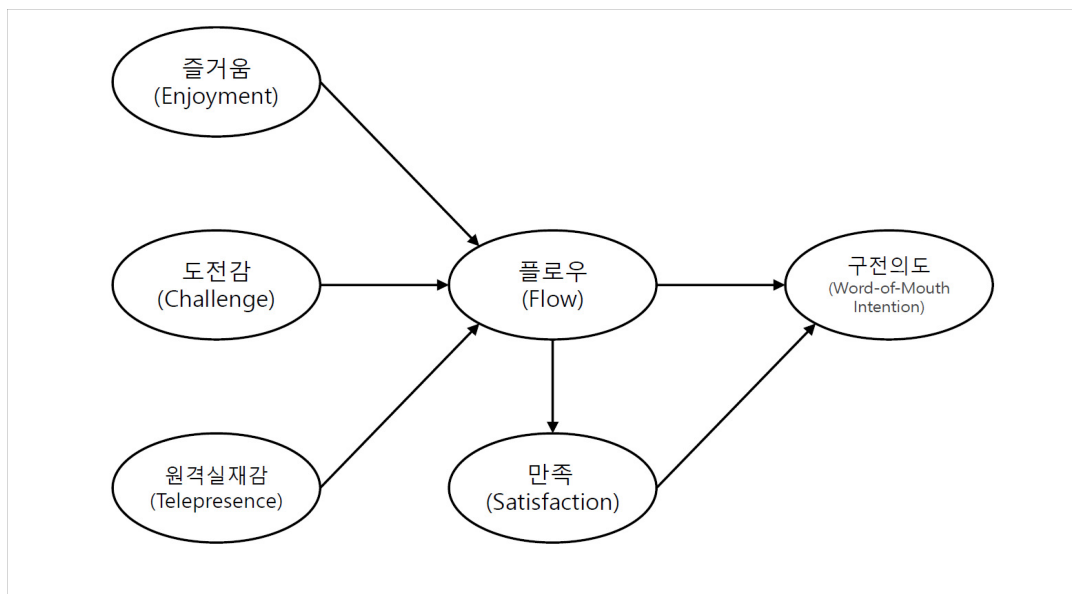 즐거움
(Enjoyment)
도전감
(Challenge)
플로우
(Flow)
구전의도
(Word-of-Mouth
Intention)
원격실재감
(Telepresence)
만족
(Satisfaction)